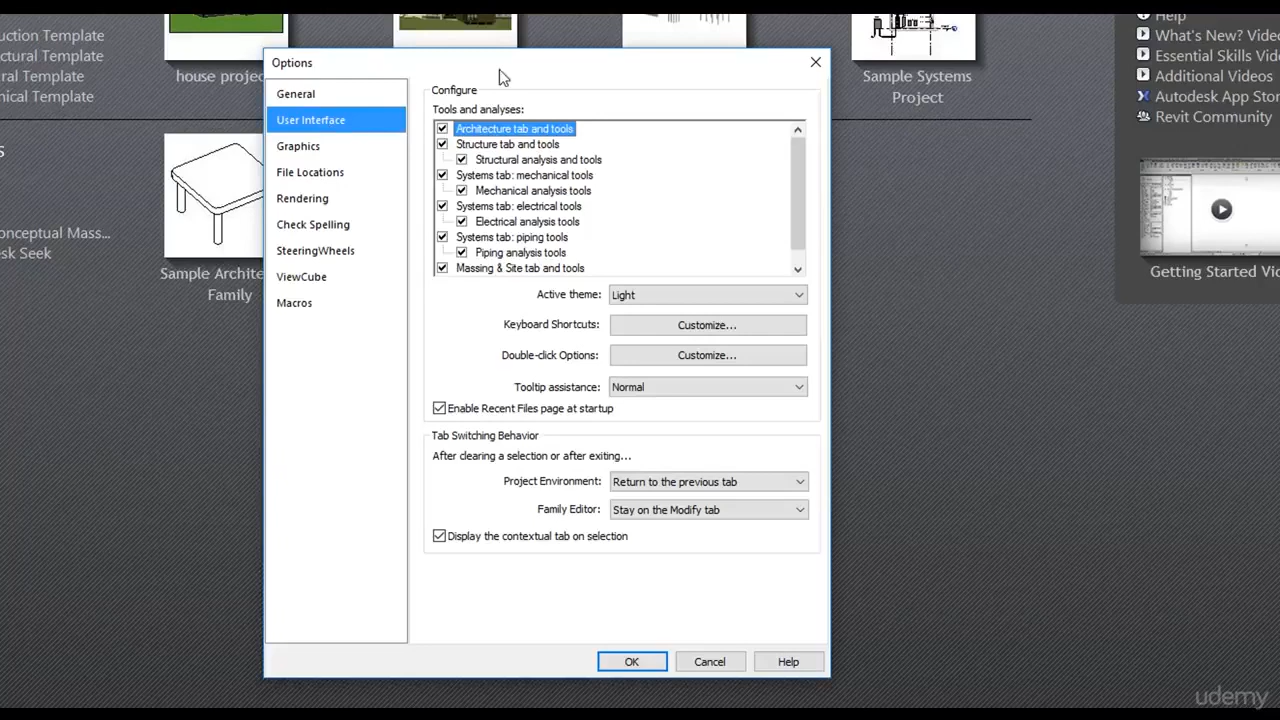 uction Template
uctural Template
ral Template
nical Template
s
onceptual Mass...
sk Seek
house projec
Sample Archite
Family
Sample Systems
Project
Help
What's New? Video
Essential Skills Vid
Additional Videos
Autodesk App Stor
Revit Community
Getting Started Vid
Options
General
User Interface
Graphics
File Locations
Rendering
Check Spelling
SteeringWheels
ViewCube
Macros
Configure
Tools and analyses:
Architecture tab and tools
Structure tab and tools
Structural analysis and tools
Systems tab: mechanical tools
Mechanical analysis tools
Systems tab: electrical tools
Electrical analysis tools
Systems tab: piping tools
Piping analysis tools
Massing & Site tab and tools
Active theme: Light
Keyboard Shortcuts: Customize...
Double-click Options: Customize...
Tooltip assistance: Normal
Enable Recent Files page at startup
Tab Switching Behavior
After clearing a selection or after exiting...
Project Environment: Return to the previous tab
Family Editor: Stay on the Modify tab
Display the contextual tab on selection
OK Cancel Help
udemy